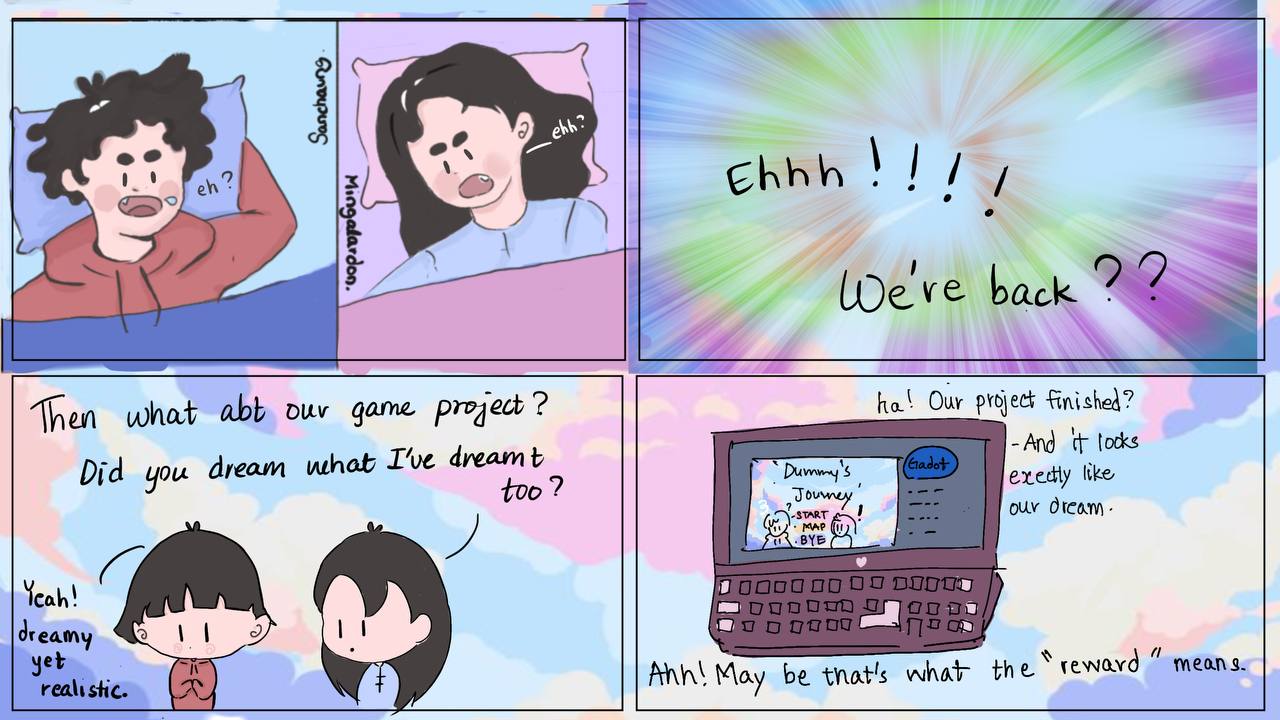 eh?
Sanchaung.
ehh?
Mingalardon.
Ehhh !!!!
We're back ??
Then what abt our game project?
Did you dream what I've dreamt
too?
Yeah!
dreamy
yet
realistic.
ha! Our project finished?
-And it looks
exectly like
our dream.
Gadot
Dummy's
Journey
-START
MAP
BYE
Ahh! May be that's what the "reward" means.